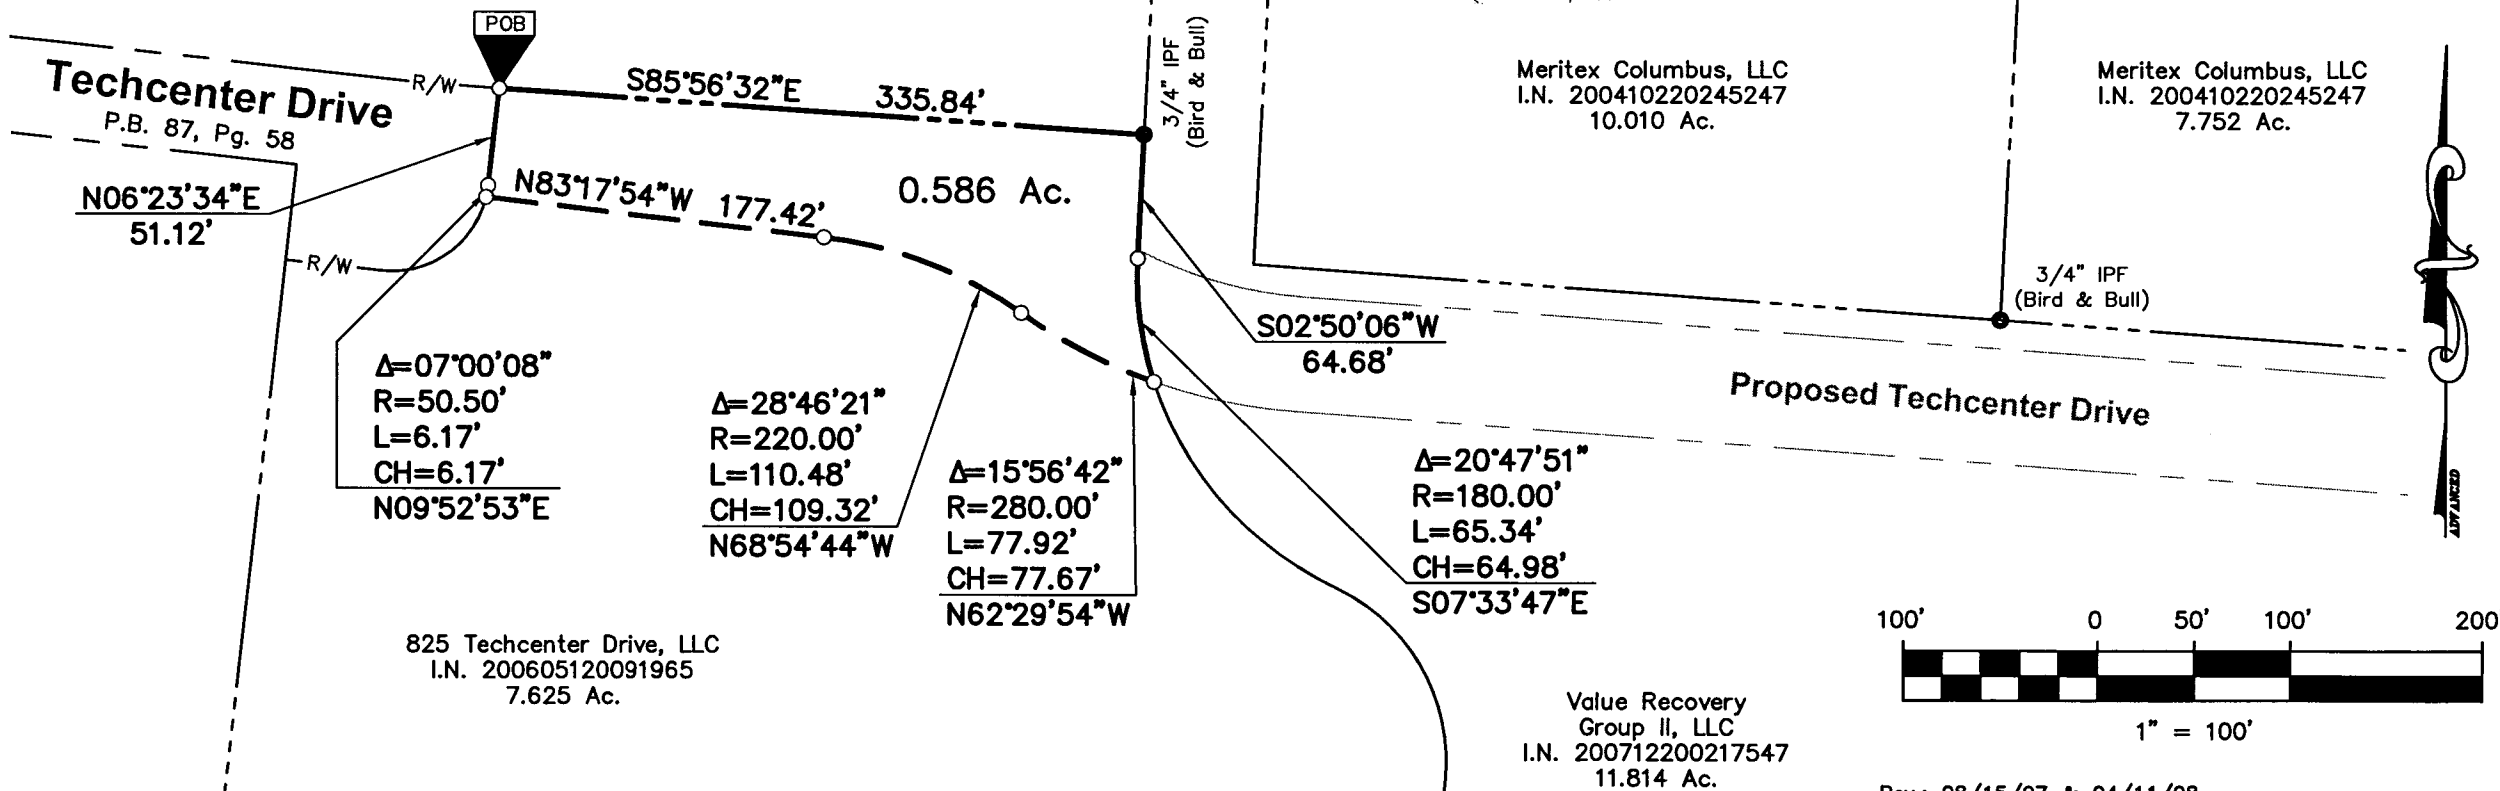 POB
Techcenter Drive
P.B. 87, Pg. 58
R/W
S85°56'32"E 335.84'
3/4" IPF
(Bird & Bull)
Meritex Columbus, LLC
I.N. 200410220245247
10.010 Ac.
Meritex Columbus, LLC
I.N. 200410220245247
7.752 Ac.
N06°23'34"E
51.12'
N83°17'54"W 177.42'
0.586 Ac.
R/W
3/4" IPF
(Bird & Bull)
S02°50'06"W
64.68'
Proposed Techcenter Drive
Δ=07°00'08"
R=50.50'
L=6.17'
CH=6.17'
N09°52'53"E
Δ=28°46'21"
R=220.00'
L=110.48'
CH=109.32'
N68°54'44"W
Δ=15°56'42"
R=280.00'
L=77.92'
CH=77.67'
N62°29'54"W
Δ=20°47'51"
R=180.00'
L=65.34'
CH=64.98'
S07°33'47"E
ADVANCED
825 Techcenter Drive, LLC
I.N. 200605120091965
7.625 Ac.
Value Recovery
Group II, LLC
I.N. 200712200217547
11.814 Ac.
100' 0 50' 100' 200
1" = 100'